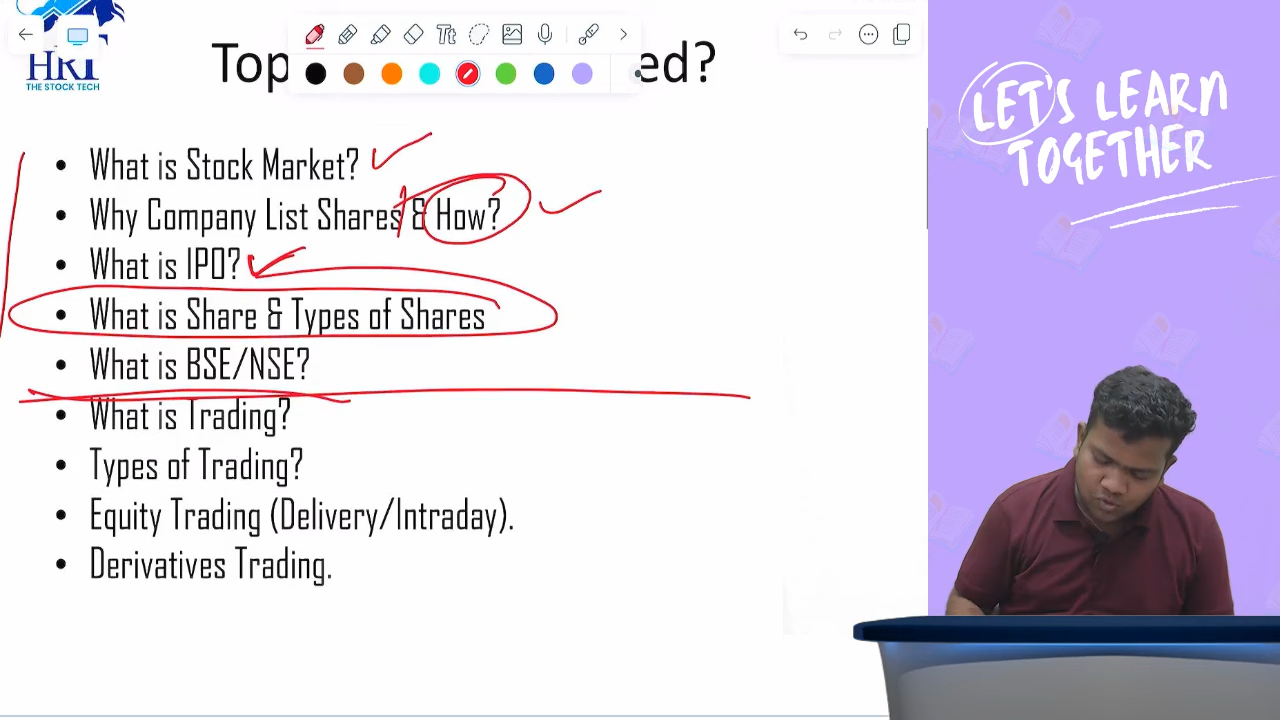 HRT
THE STOCK TECH
Top
ed?
Tt
• What is Stock Market?
• Why Company List Shares & How?
• What is IPO?
• What is Share & Types of Shares
• What is BSE/NSE?
• What is Trading?
• Types of Trading?
• Equity Trading (Delivery/Intraday).
• Derivatives Trading.
LET'S LEARN
TOGETHER